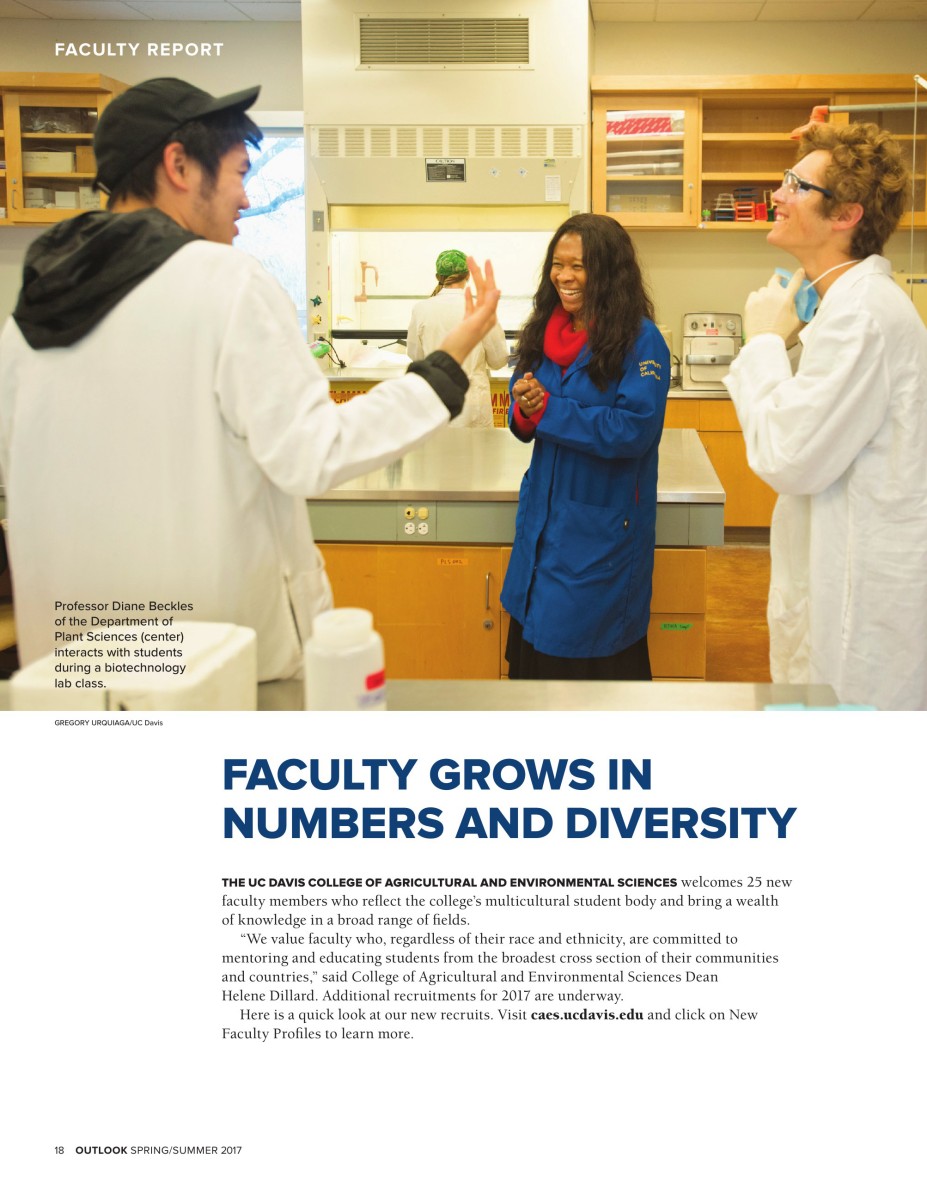 FACULTY REPORT
CAUTION
UNIVERSITY
OF
CALIFORNIA
Professor Diane Beckles
of the Department of
Plant Sciences (center)
interacts with students
during a biotechnology
lab class.
GREGORY URQUIAGA/UC Davis
FACULTY GROWS IN
NUMBERS AND DIVERSITY
THE UC DAVIS COLLEGE OF AGRICULTURAL AND ENVIRONMENTAL SCIENCES welcomes 25 new
faculty members who reflect the college’s multicultural student body and bring a wealth
of knowledge in a broad range of fields.
“We value faculty who, regardless of their race and ethnicity, are committed to
mentoring and educating students from the broadest cross section of their communities
and countries,” said College of Agricultural and Environmental Sciences Dean
Helene Dillard. Additional recruitments for 2017 are underway.
Here is a quick look at our new recruits. Visit caes.ucdavis.edu and click on New
Faculty Profiles to learn more.
18 OUTLOOK SPRING/SUMMER 2017